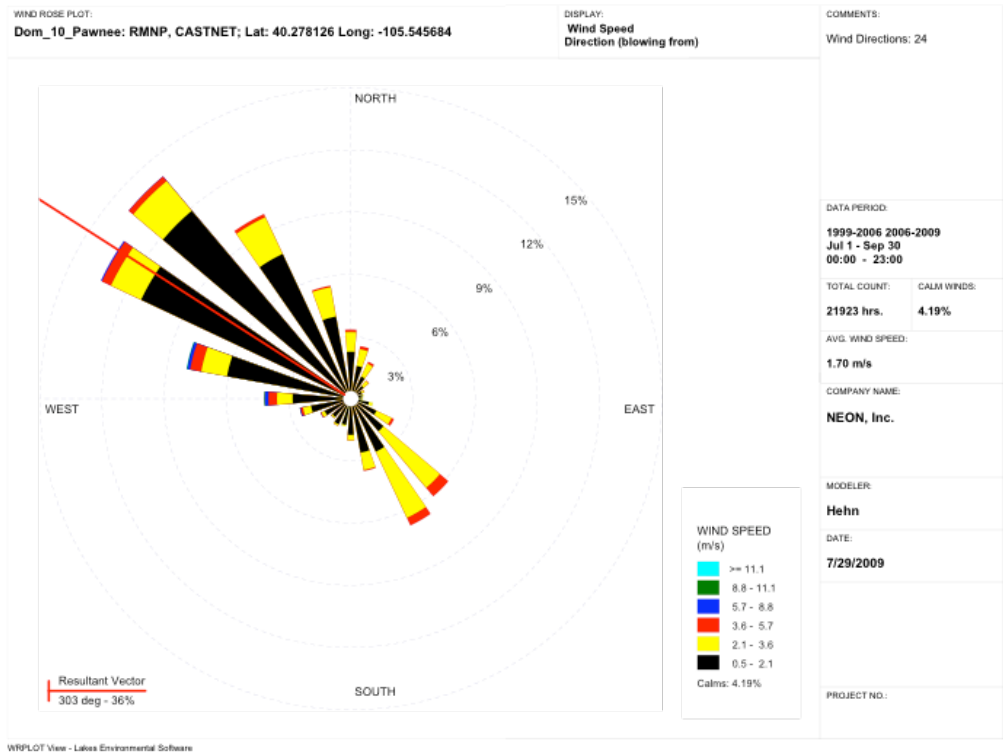 WIND ROSE PLOT:
Dom_10_Pawnee: RMNP, CASTNET; Lat: 40.278126 Long: -105.545684
DISPLAY:
Wind Speed
Direction (blowing from)
COMMENTS:
Wind Directions: 24
NORTH
15%
12%
9%
6%
3%
WEST
EAST
SOUTH
Resultant Vector
303 deg - 36%
WIND SPEED
(m/s)
>= 11.1
8.8 - 11.1
5.7 - 8.8
3.6 - 5.7
2.1 - 3.6
0.5 - 2.1
Calms: 4.19%
DATA PERIOD:
1999-2006 2006-2009
Jul 1 - Sep 30
00:00 - 23:00
TOTAL COUNT:
21923 hrs.
CALM WINDS:
4.19%
AVG. WIND SPEED:
1.70 m/s
COMPANY NAME:
NEON, Inc.
MODELER:
Hehn
DATE:
7/29/2009
PROJECT NO.:
WRPLOT View - Lakes Environmental Software